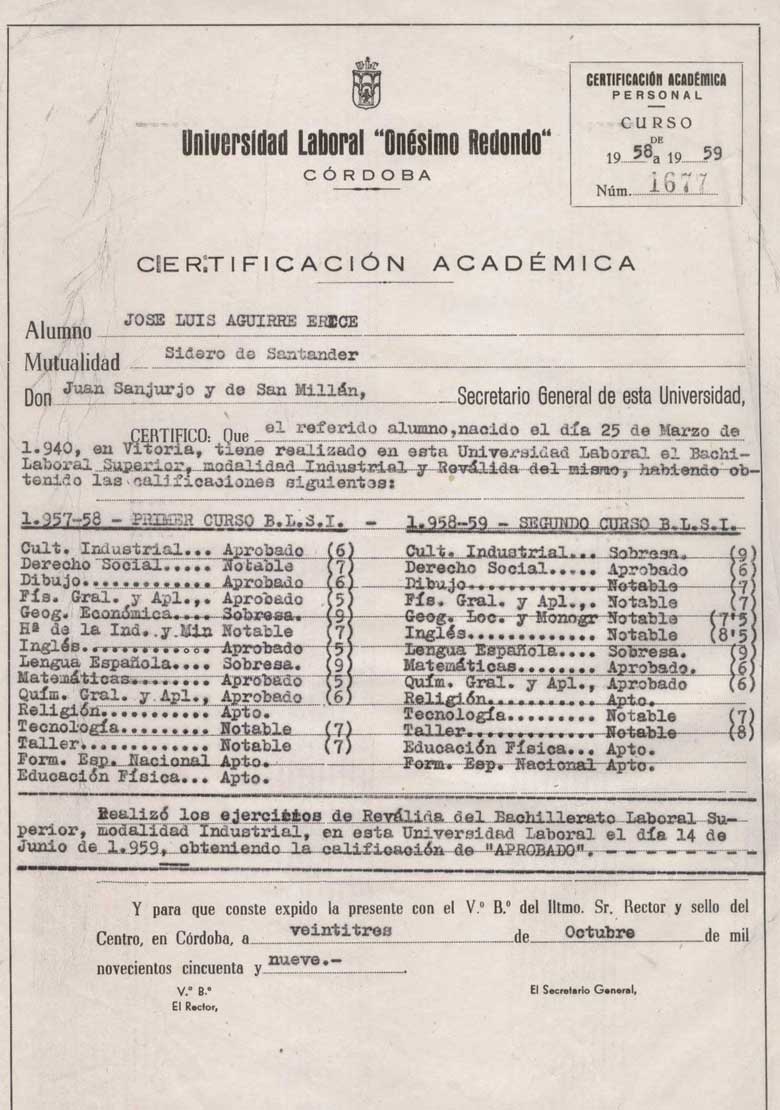 CERTIFICACIÓN ACADÉMICA
PERSONAL
CURSO
DE
19 58 a 19 59
Núm. 1677
Universidad Laboral "Onésimo Redondo"
CÓRDOBA
CERTIFICACIÓN ACADÉMICA
Alumno JOSE LUIS AGUIRRE ERECE
Mutualidad Sidero de Santander
Don Juan Sanjurjo y de San Millán, Secretario General de esta Universidad,
CERTIFICO: Que el referido alumno,nacido el día 25 de Marzo de
1.940, en Vitoria, tiene realizado en esta Universidad Laboral el Bachi-
Laboral Superior, modalidad Industrial y Reválida del mismo, habiendo ob-
tenido las calificaciones siguientes:
1.957-58 - PRIMER CURSO B.L.S.I. - 1.958-59 - SEGUNDO CURSO B.L.S.I.
Cult. Industrial... Aprobado (6) Cult. Industrial... Sobresa. (9)
Derecho Social..... Notable (7) Derecho Social..... Aprobado (6)
Dibujo............. Aprobado (6) Dibujo............. Notable (7)
Fís. Gral. y Apl.,. Aprobado (5) Fís. Gral. y Apl.,. Notable (7)
Geog. Económica.... Sobresa. (9) Geog. Loc. y Monogr Notable (7'5)
Hª de la Ind. y Min Notable (7) Inglés............. Notable (8'5)
Inglés............. Aprobado (5) Lengua Española.... Sobresa. (9)
Lengua Española.... Sobresa. (9) Matemáticas........ Aprobado. (6)
Matemáticas........ Aprobado (5) Quím. Gral. y Apl., Aprobado (6)
Quím. Gral. y Apl., Aprobado (6) Religión........... Apto.
Religión........... Apto. Tecnología......... Notable (7)
Tecnología......... Notable (7) Taller............. Notable (8)
Taller............. Notable (7) Educación Física... Apto.
Form. Esp. Nacional Apto. Form. Esp. Nacional Apto.
Educación Física... Apto.
Realizó los ejercicios de Reválida del Bachillerato Laboral Su-
perior, modalidad Industrial, en esta Universidad Laboral el día 14 de
Junio de 1.959, obteniendo la calificación de "APROBADO". - - - - - - - -
Y para que conste expido la presente con el V.º B.º del Iltmo. Sr. Rector y sello del
Centro, en Córdoba, a veintitres de Octubre de mil
novecientos cincuenta y nueve.-
V.º B.º El Secretario General,
El Rector,